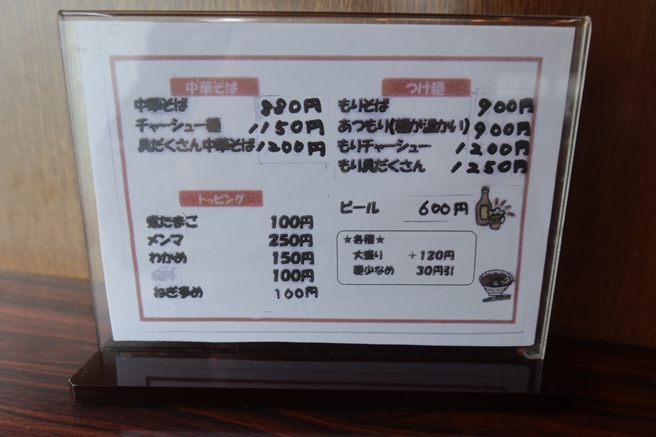 中華そば
中華そば 880円
チャーシュー麺 1150円
具だくさん中華そば 1200円
つけ麺
もりそば 900円
あつもり(麺が温かい) 900円
もりチャーシュー 1200円
もり具だくさん 1250円
トッピング
煮たまご 100円
メンマ 250円
わかめ 150円
100円
ねぎ多め 100円
ビール 600円
★各種★
大盛り +120円
麺少なめ 30円引